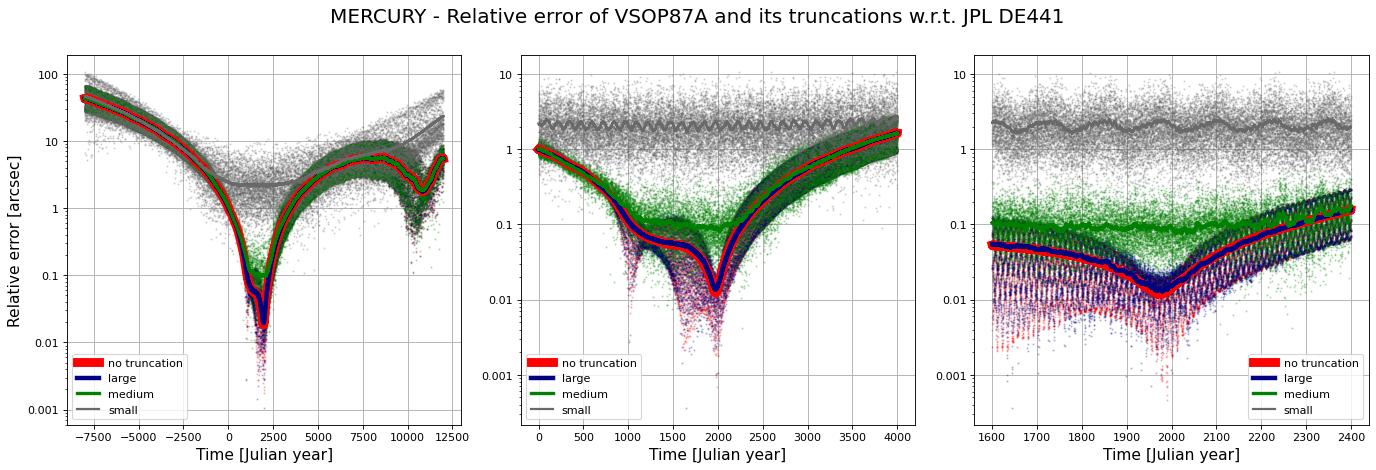 MERCURY - Relative error of VSOP87A and its truncations w.r.t. JPL DE441
Relative error [arcsec]
100
10
1
0.1
0.01
0.001
no truncation
large
medium
small
−7500 −5000 −2500 0 2500 5000 7500 10000 12500
Time [Julian year]
10
1
0.1
0.01
0.001
no truncation
large
medium
small
0 500 1000 1500 2000 2500 3000 3500 4000
Time [Julian year]
10
1
0.1
0.01
0.001
no truncation
large
medium
small
1600 1700 1800 1900 2000 2100 2200 2300 2400
Time [Julian year]